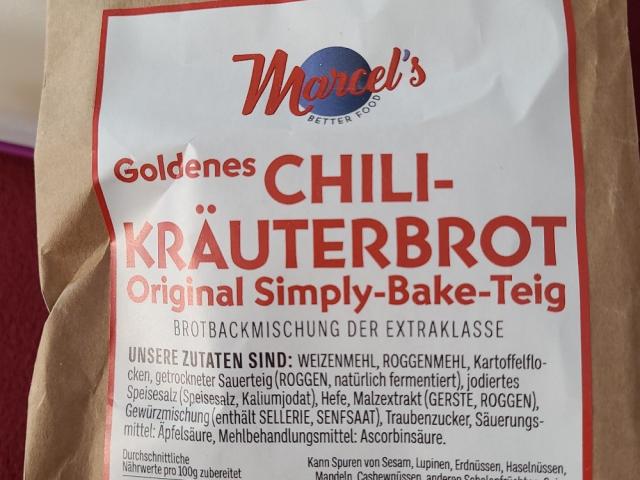 Marcel's
BETTER FOOD
Goldenes CHILI-
KRÄUTERBROT
Original Simply-Bake-Teig
BROTBACKMISCHUNG DER EXTRAKLASSE
UNSERE ZUTATEN SIND: WEIZENMEHL, ROGGENMEHL, Kartoffelflo-
cken, getrockneter Sauerteig (ROGGEN, natürlich fermentiert), jodiertes
Speisesalz (Speisesalz, Kaliumjodat), Hefe, Malzextrakt (GERSTE, ROGGEN),
Gewürzmischung (enthält SELLERIE, SENFSAAT), Traubenzucker, Säuerungs-
mittel: Äpfelsäure, Mehlbehandlungsmittel: Ascorbinsäure.
Durchschnittliche
Nährwerte pro 100g zubereitet
Kann Spuren von Sesam, Lupinen, Erdnüssen, Haselnüssen,
Mandeln, Cashewnüssen, anderen